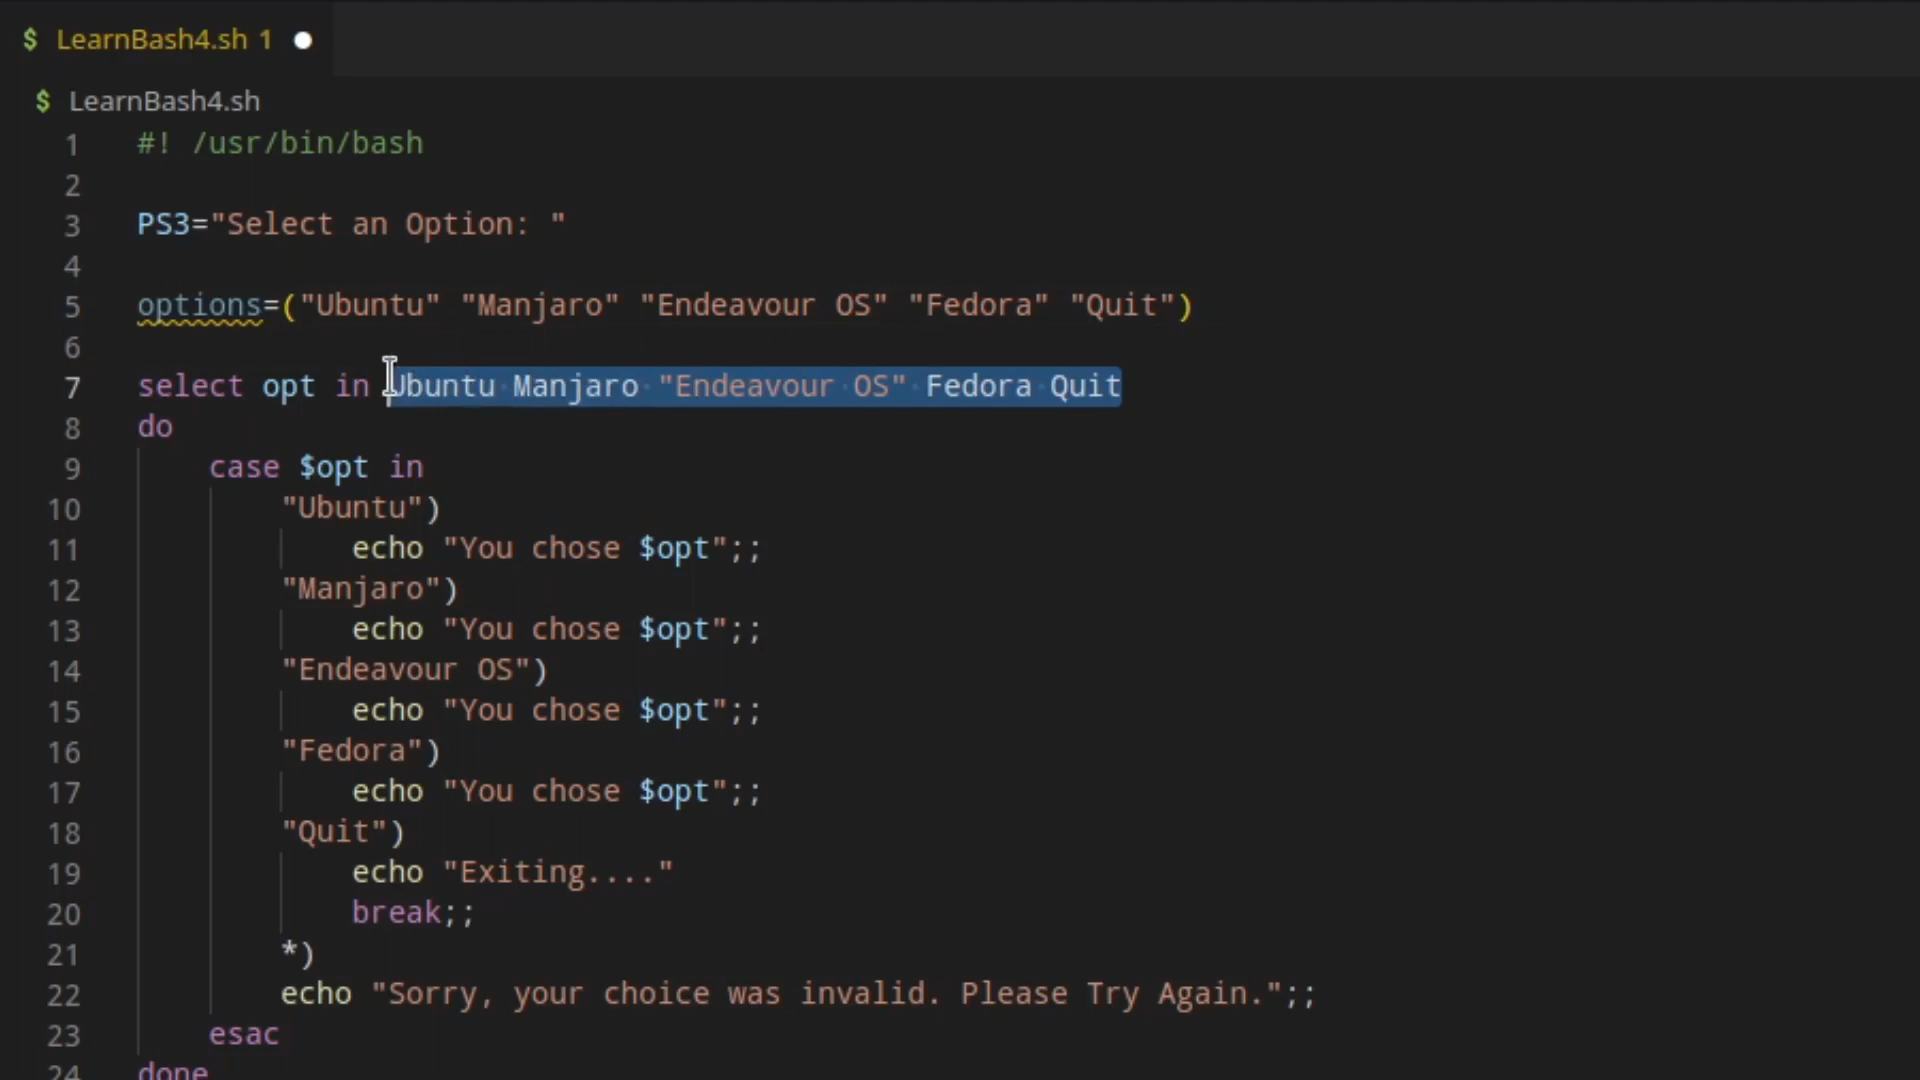 $ LearnBash4.sh 1
$ LearnBash4.sh
1 #! /usr/bin/bash
2
3 PS3="Select an Option: "
4
5 options=("Ubuntu" "Manjaro" "Endeavour OS" "Fedora" "Quit")
6
7 select opt in Ubuntu Manjaro "Endeavour OS" Fedora Quit
8 do
9 case $opt in
10 "Ubuntu")
11 echo "You chose $opt";;
12 "Manjaro")
13 echo "You chose $opt";;
14 "Endeavour OS")
15 echo "You chose $opt";;
16 "Fedora")
17 echo "You chose $opt";;
18 "Quit")
19 echo "Exiting...."
20 break;;
21 *)
22 echo "Sorry, your choice was invalid. Please Try Again.";;
23 esac
24 done